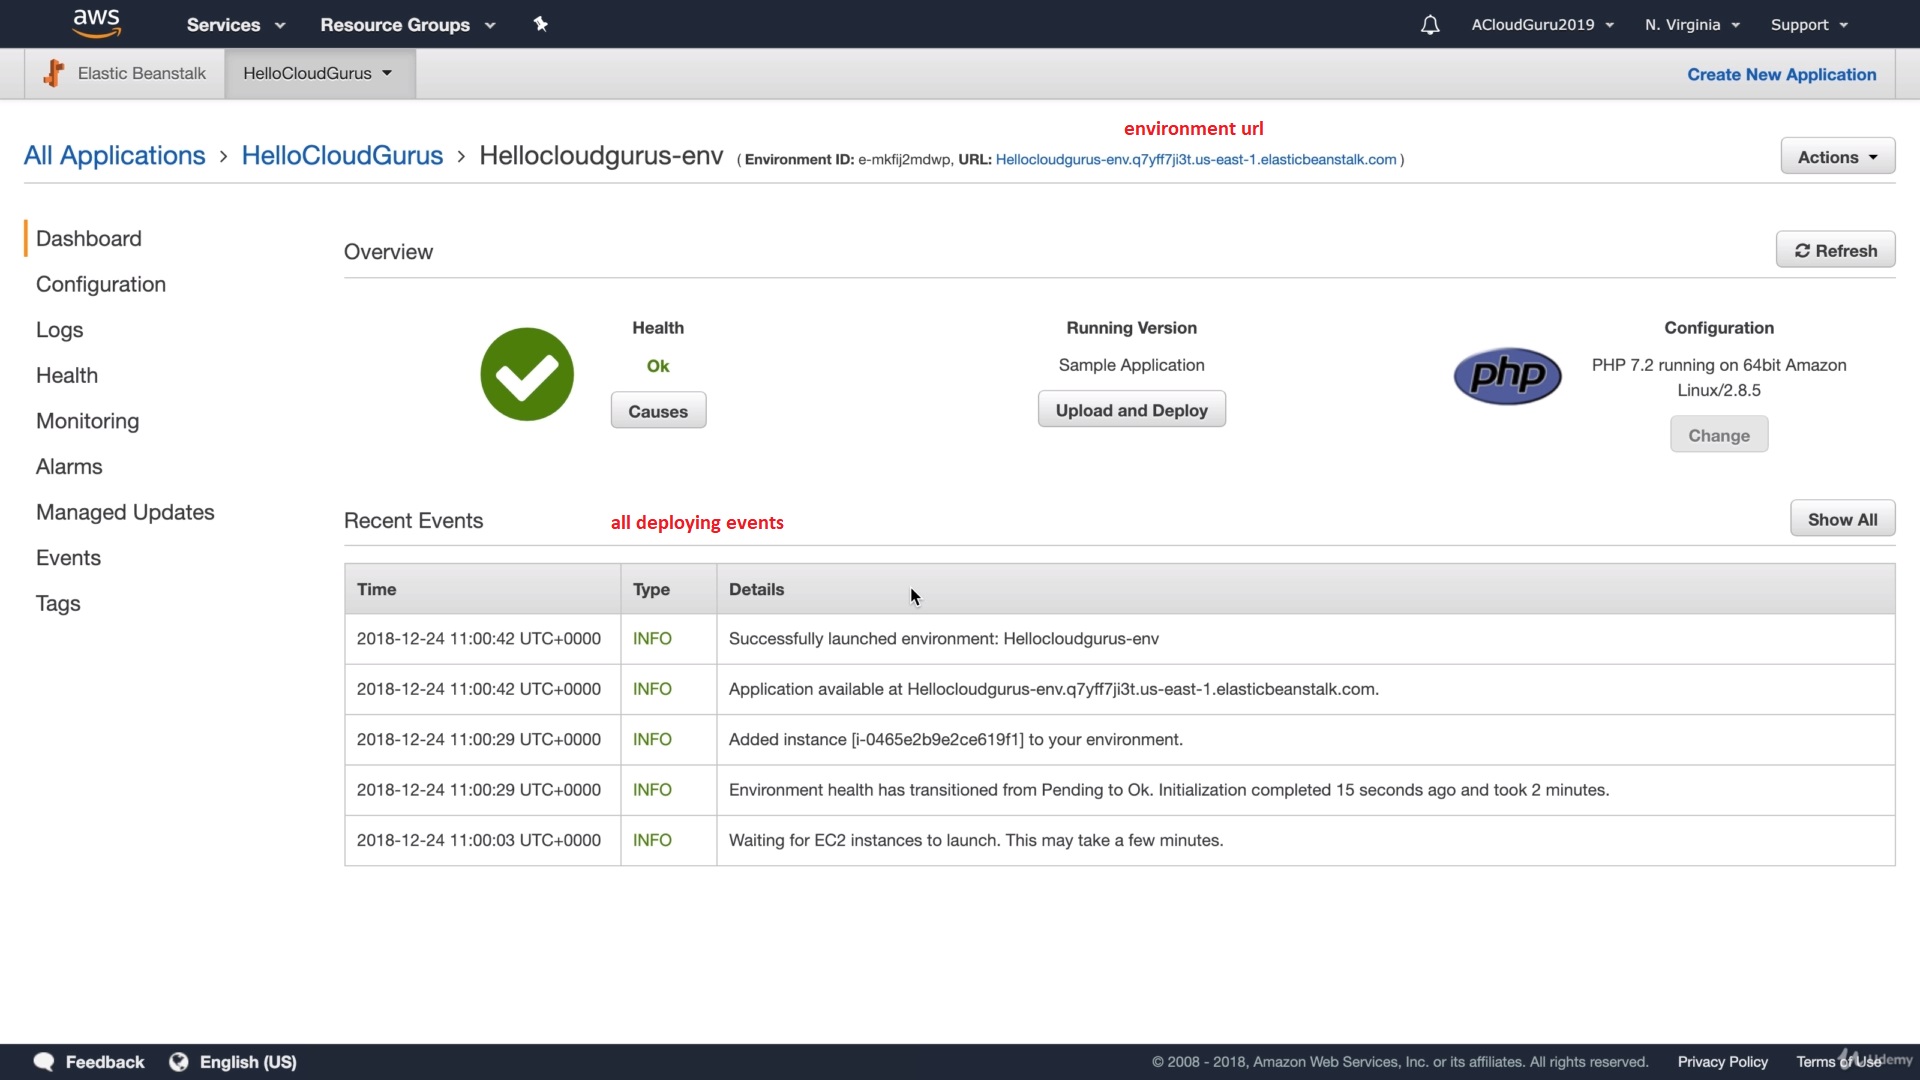 aws
Services
Resource Groups
ACloudGuru2019
N. Virginia
Support
Elastic Beanstalk
HelloCloudGurus
Create New Application
environment url
All Applications › HelloCloudGurus › Hellocloudgurus-env ( Environment ID: e-mkfij2mdwp, URL: Hellocloudgurus-env.q7yff7ji3t.us-east-1.elasticbeanstalk.com )
Actions
Dashboard
Configuration
Logs
Health
Monitoring
Alarms
Managed Updates
Events
Tags
Overview
Refresh
Health
Ok
Causes
Running Version
Sample Application
Upload and Deploy
php
Configuration
PHP 7.2 running on 64bit Amazon
Linux/2.8.5
Change
Recent Events
all deploying events
Show All
Time Type Details
2018-12-24 11:00:42 UTC+0000 INFO Successfully launched environment: Hellocloudgurus-env
2018-12-24 11:00:42 UTC+0000 INFO Application available at Hellocloudgurus-env.q7yff7ji3t.us-east-1.elasticbeanstalk.com.
2018-12-24 11:00:29 UTC+0000 INFO Added instance [i-0465e2b9e2ce619f1] to your environment.
2018-12-24 11:00:29 UTC+0000 INFO Environment health has transitioned from Pending to Ok. Initialization completed 15 seconds ago and took 2 minutes.
2018-12-24 11:00:03 UTC+0000 INFO Waiting for EC2 instances to launch. This may take a few minutes.
Feedback
English (US)
© 2008 - 2018, Amazon Web Services, Inc. or its affiliates. All rights reserved.
Privacy Policy
Terms of Use
Udemy